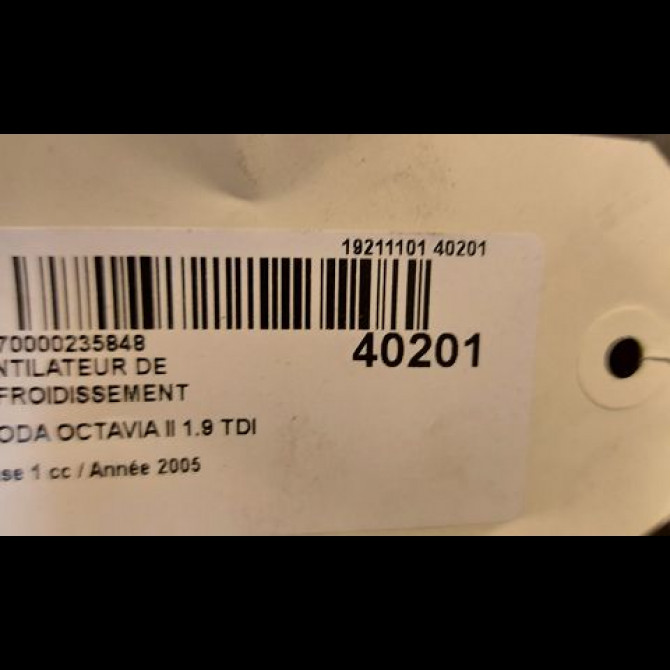 19211101 40201
70000235848
40201
NTILATEUR DE
FROIDISSEMENT
ODA OCTAVIA II 1.9 TDI
se 1 cc / Année 2005